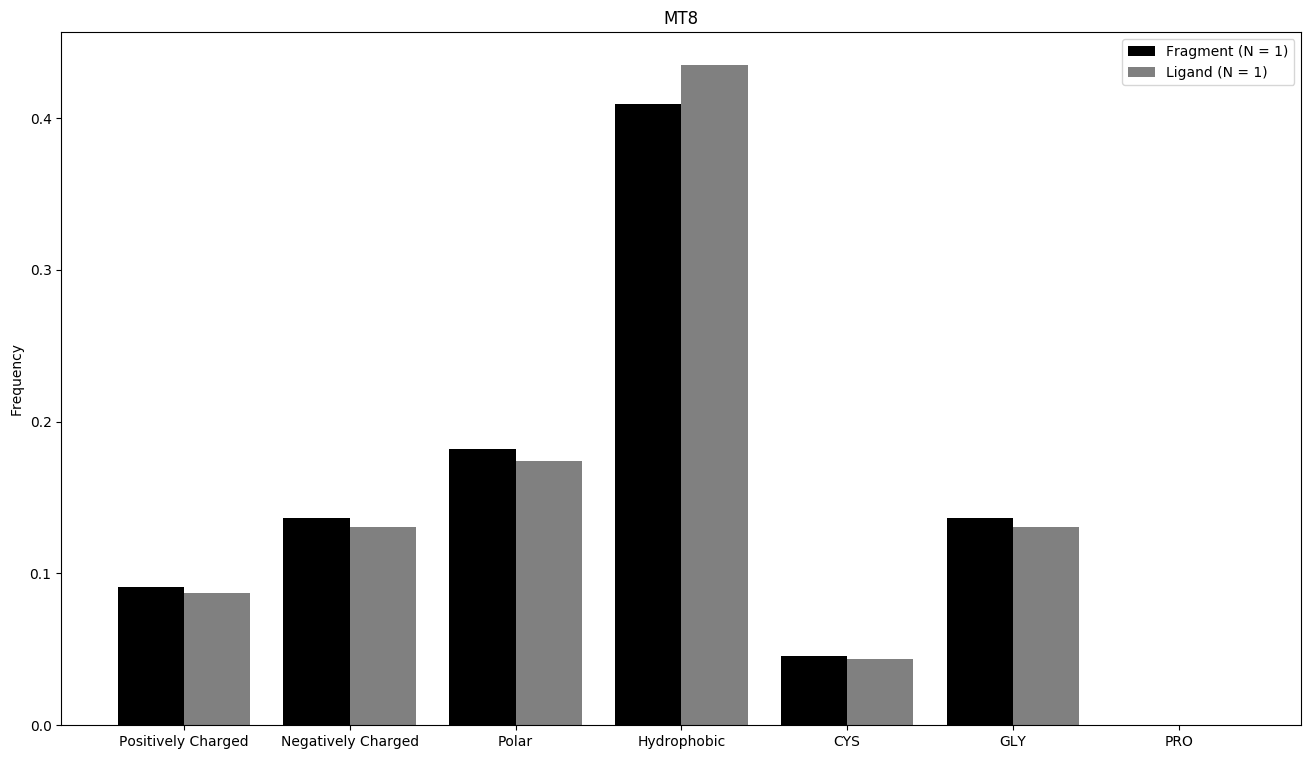 MT8
Fragment (N = 1)
Ligand (N = 1)
Frequency
0.4
0.3
0.2
0.1
0.0
Positively Charged
Negatively Charged
Polar
Hydrophobic
CYS
GLY
PRO